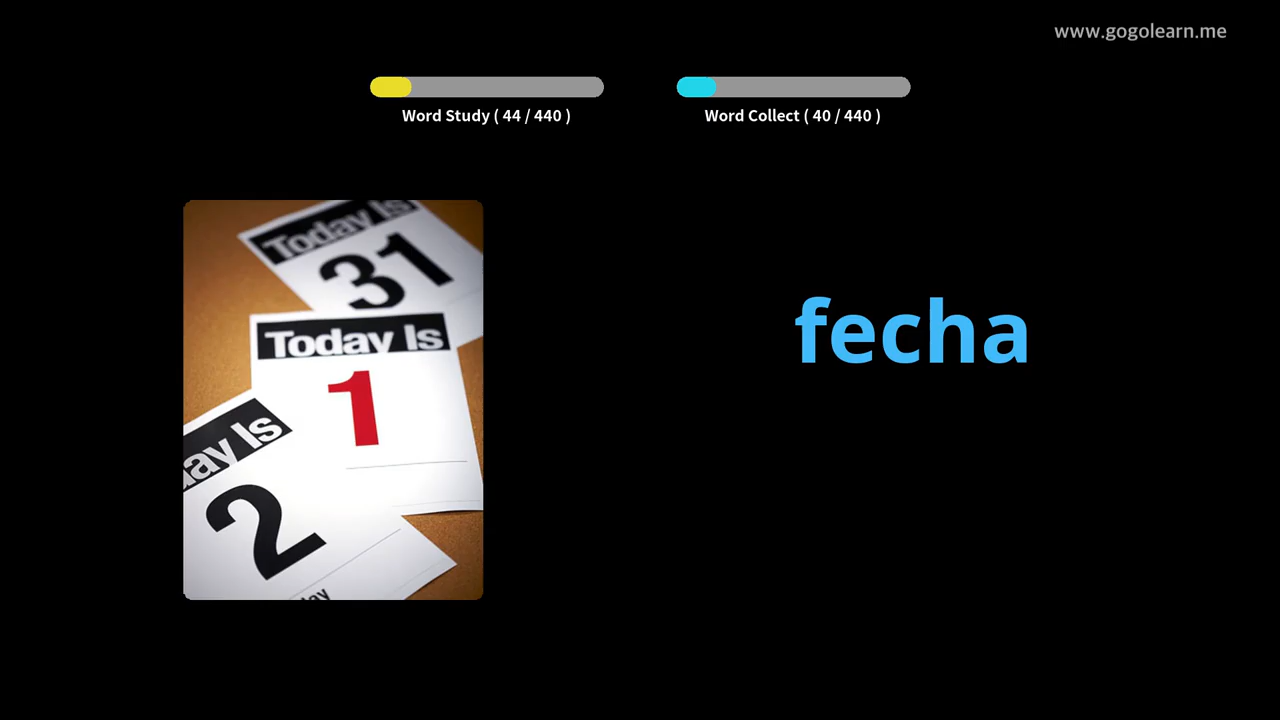 www.gogolearn.me
Word Study ( 44 / 440 )
Word Collect ( 40 / 440 )
Today Is
31
Today Is
1
ay Is
2
fecha